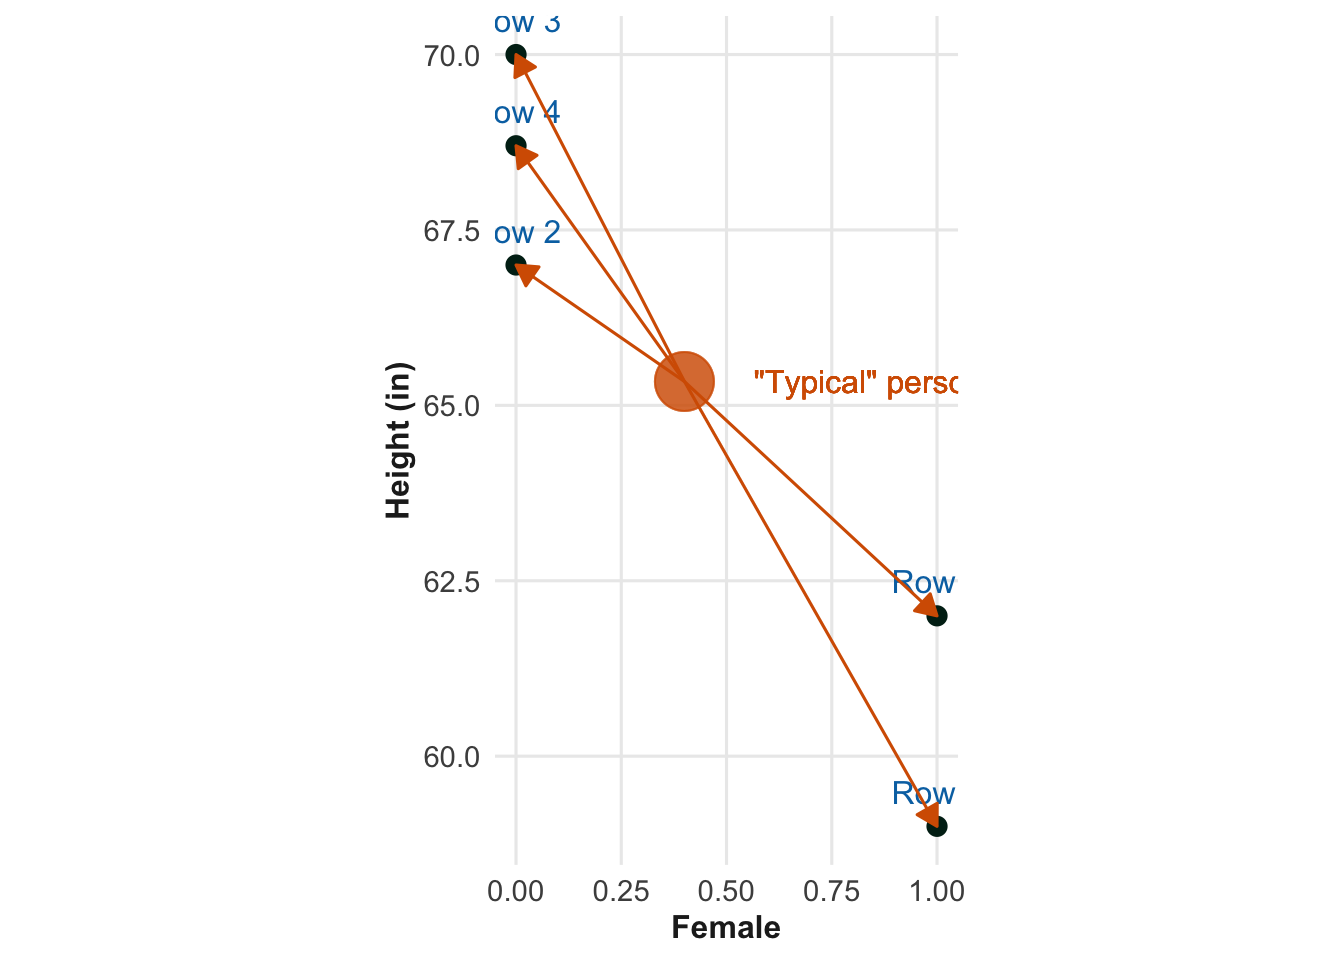 ow 3
70.0
ow 4
67.5
ow 2
"Typical" perso
65.0
Height (in)
62.5
Row
60.0
Row
0.00 0.25 0.50 0.75 1.00
Female